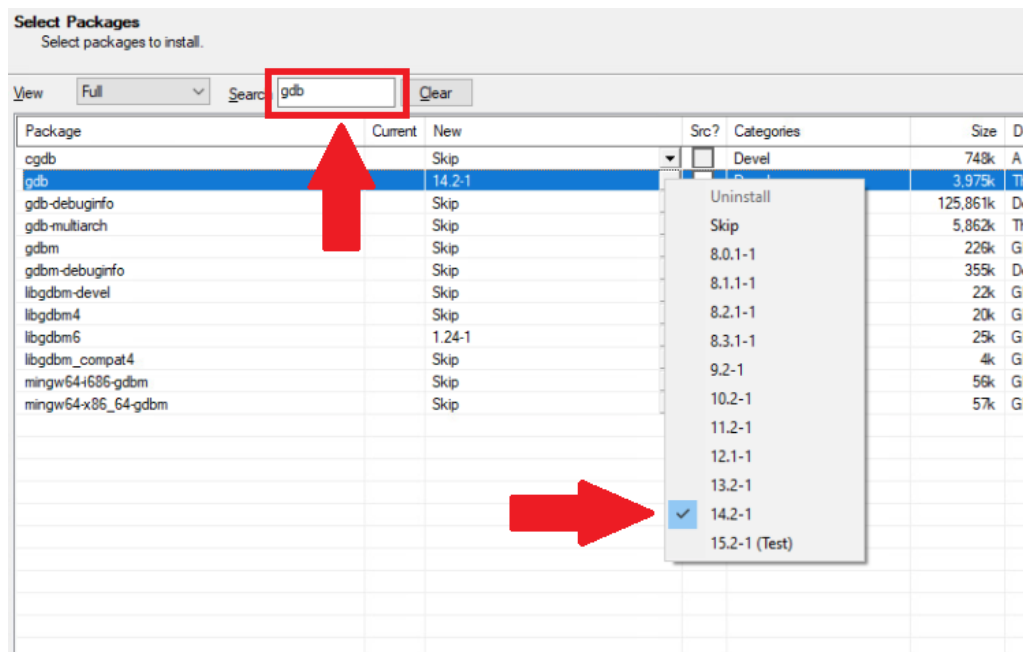 Select Packages
Select packages to install.
View Full Search gdb Clear
Package Current New Src? Categories Size D
cgdb Skip Devel 748k A
gdb 14.2-1 3,975k Th
gdb-debuginfo Skip 125,861k De
gdb-multiarch Skip 5,862k Th
gdbm Skip 226k G
gdbm-debuginfo Skip 355k De
libgdbm-devel Skip 22k G
libgdbm4 Skip 20k G
libgdbm6 1.24-1 25k G
libgdbm_compat4 Skip 4k G
mingw64-i686-gdbm Skip 56k G
mingw64-x86_64-gdbm Skip 57k G
Uninstall
Skip
8.0.1-1
8.1.1-1
8.2.1-1
8.3.1-1
9.2-1
10.2-1
11.2-1
12.1-1
13.2-1
14.2-1
15.2-1 (Test)